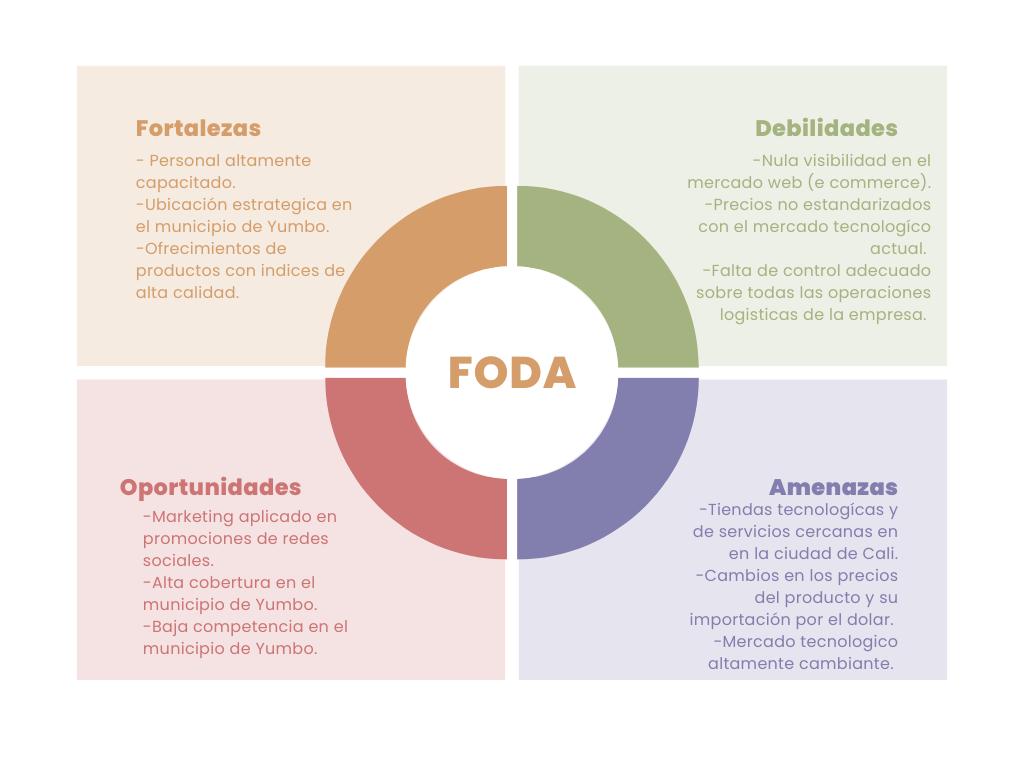 Fortalezas
- Personal altamente
capacitado.
-Ubicación estrategica en
el municipio de Yumbo.
-Ofrecimientos de
productos con indices de
alta calidad.
Debilidades
-Nula visibilidad en el
mercado web (e commerce).
-Precios no estandarizados
con el mercado tecnologíco
actual.
-Falta de control adecuado
sobre todas las operaciones
logisticas de la empresa.
FODA
Oportunidades
-Marketing aplicado en
promociones de redes
sociales.
-Alta cobertura en el
municipio de Yumbo.
-Baja competencia en el
municipio de Yumbo.
Amenazas
-Tiendas tecnologícas y
de servicios cercanas en
en la ciudad de Cali.
-Cambios en los precios
del producto y su
importación por el dolar.
-Mercado tecnologico
altamente cambiante.